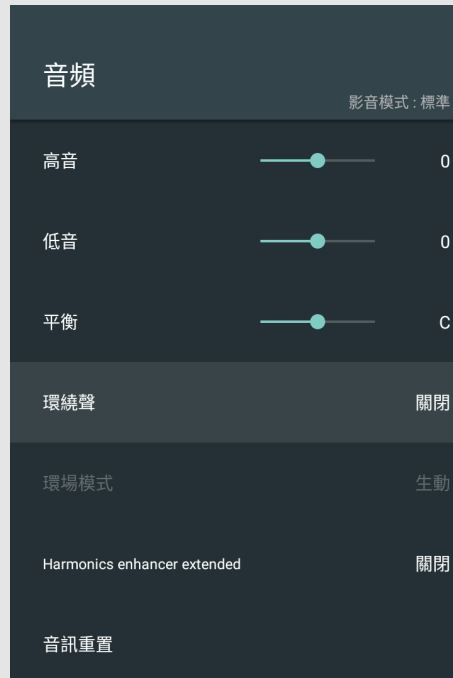 音頻
影音模式 : 標準
高音 0
低音 0
平衡 C
環繞聲 關閉
環場模式 生動
Harmonics enhancer extended 關閉
音訊重置